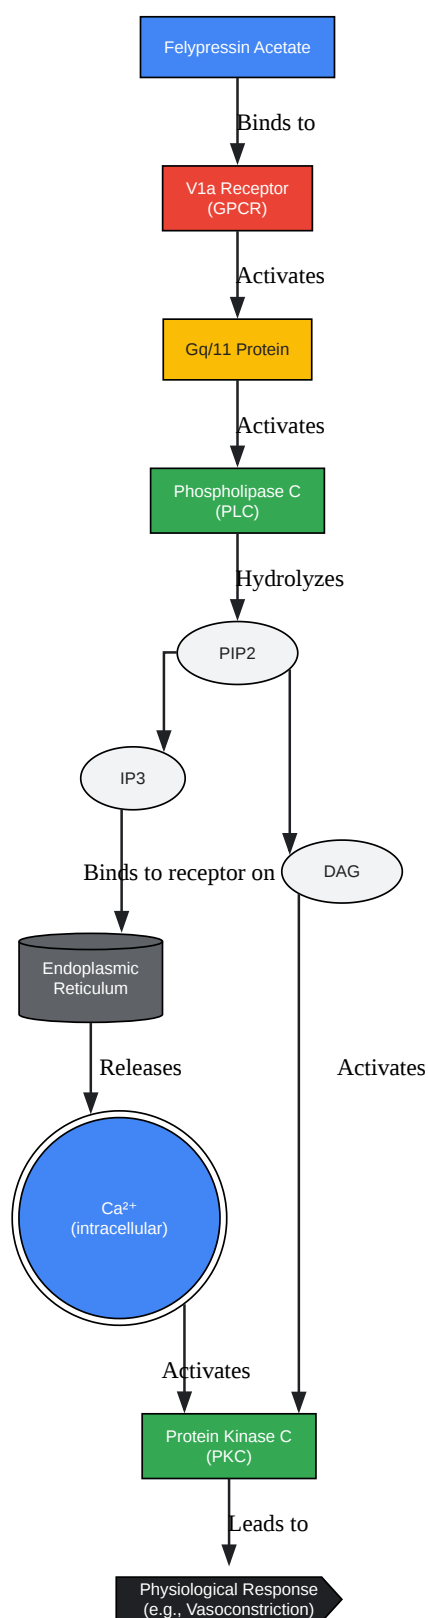 Felypressin Acetate
Binds to
V1a Receptor
(GPCR)
Activates
Gq/11 Protein
Activates
Phospholipase C
(PLC)
Hydrolyzes
PIP2
IP3
Binds to receptor on
DAG
Endoplasmic
Reticulum
Releases
Activates
Ca²⁺
(intracellular)
Activates
Protein Kinase C
(PKC)
Leads to
Physiological Response
(e.g., Vasoconstriction)